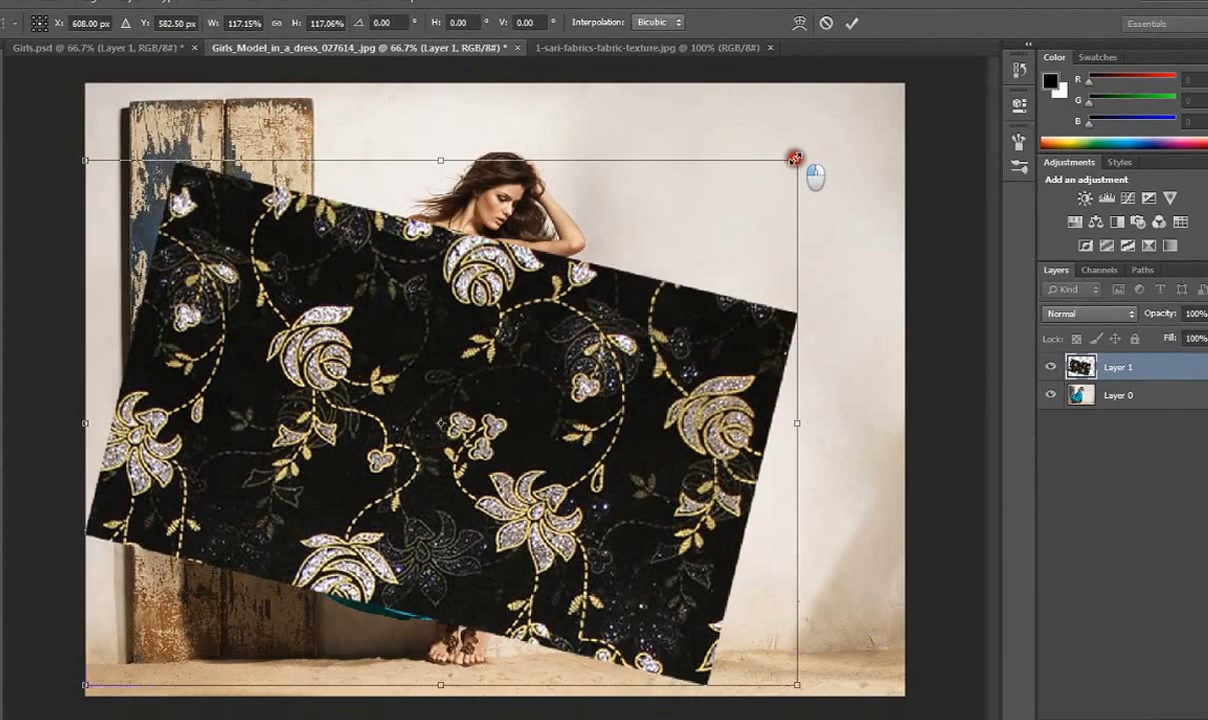 X: 608.00 px Y: 582.50 px W: 117.15% H: 117.06% 0.00 ° H: 0.00 ° V: 0.00 ° Interpolation: Bicubic
Essentials
Girls.psd @ 66.7% (Layer 1, RGB/8#) * × Girls_Model_in_a_dress_027614_.jpg @ 66.7% (Layer 1, RGB/8#) * × 1-sari-fabrics-fabric-texture.jpg @ 100% (RGB/8#) ×
Color Swatches
R 0
G 0
B 0
Adjustments Styles
Add an adjustment
Layers Channels Paths
Kind
Normal Opacity: 100%
Lock: Fill: 100%
Layer 1
Layer 0